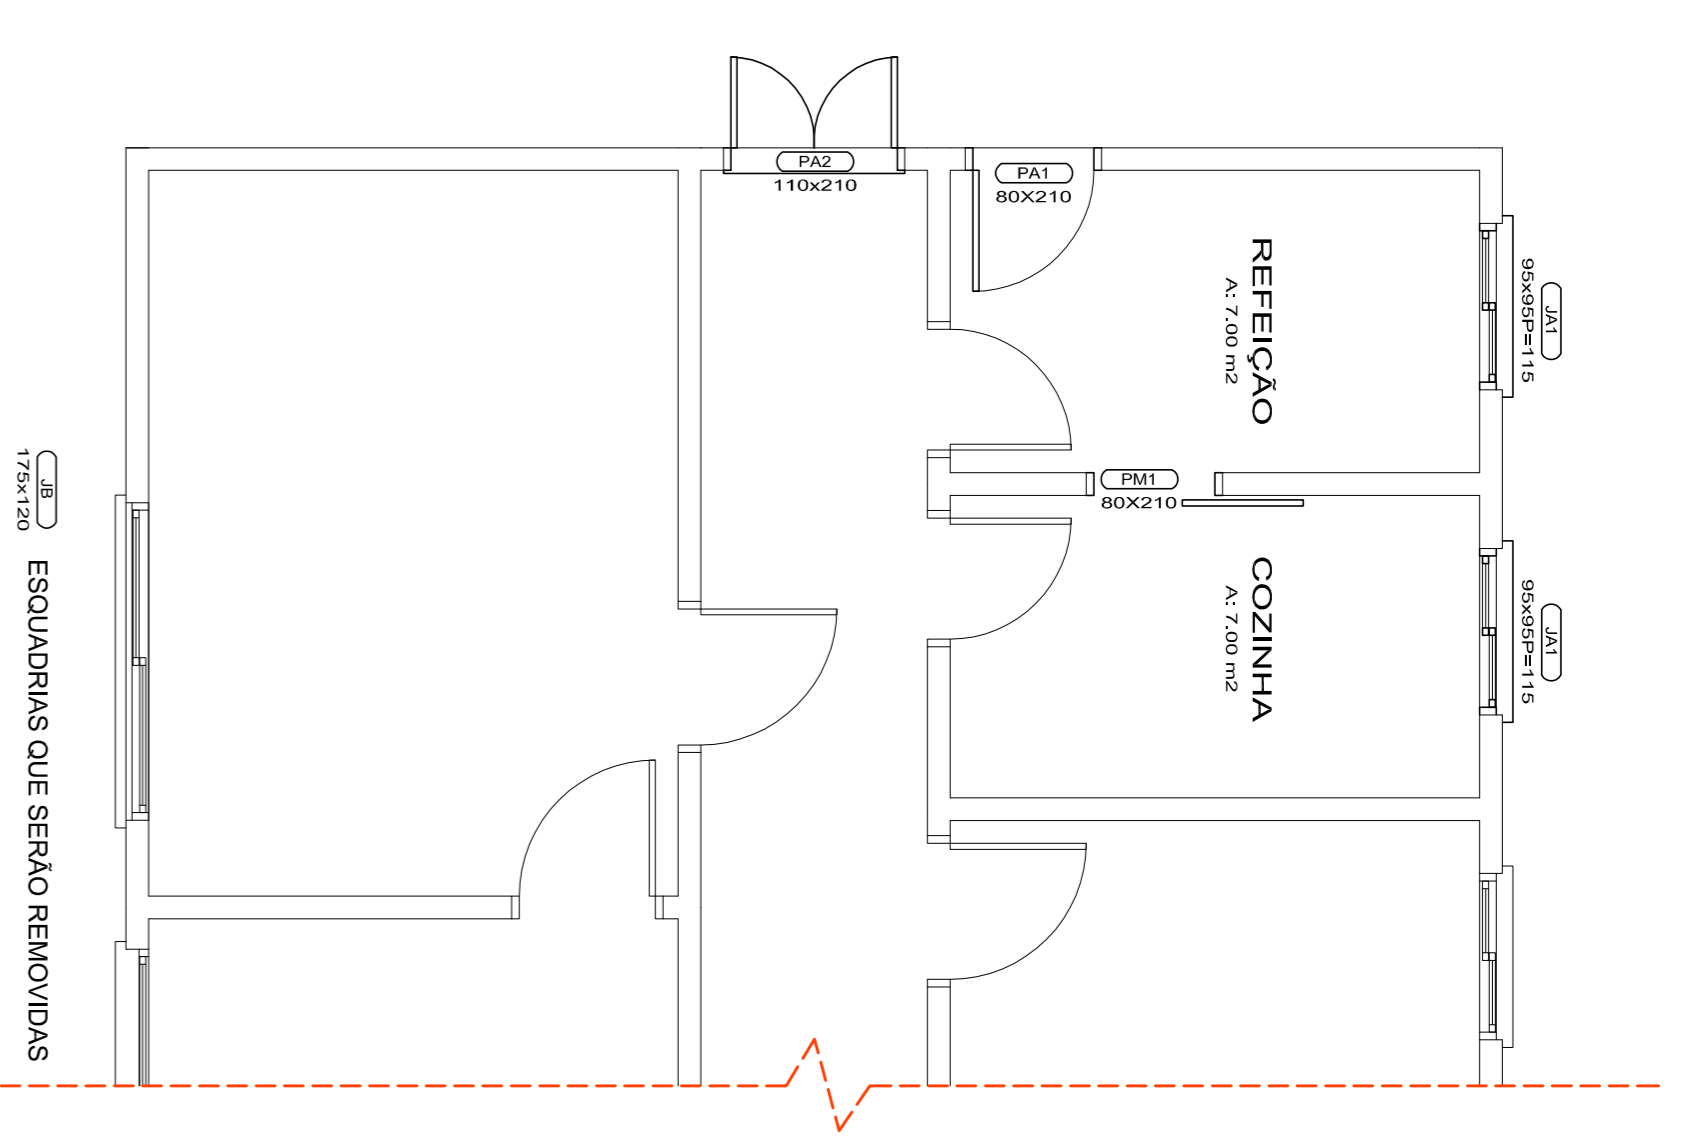 PA2
110x210
PA1
80X210
REFEIÇÃO
A: 7.00 m2
JA1
95x95P=115
PM1
80X210
COZINHA
A: 7.00 m2
JA1
95x95P=115
JB
175x120
ESQUADRIAS QUE SERÃO REMOVIDAS